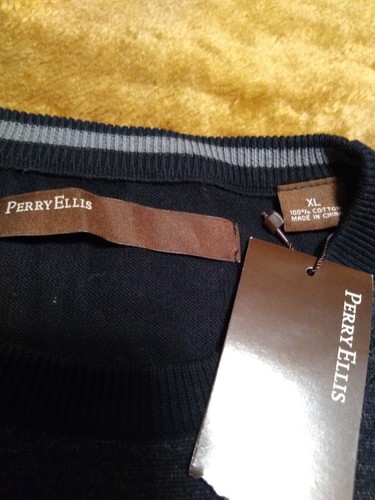 PERRY ELLIS
XL
100% COTTON
MADE IN CHINA
PERRY ELLIS